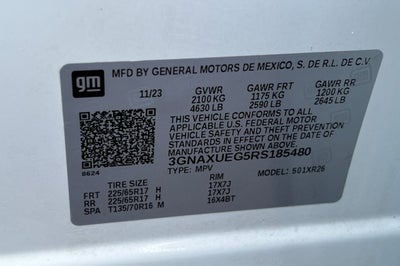 gm MFD BY GENERAL MOTORS DE MEXICO, S. DE R.L. DE C.V.
11/23 GVWR GAWR FRT GAWR RR
2100 KG 1175 KG 1200 KG
4630 LB 2590 LB 2645 LB
THIS VEHICLE CONFORMS TO ALL APPLICABLE
U.S. FEDERAL MOTOR
VEHICLE SAFETY AND THEFT PREVENTION STANDARDS
IN EFFECT ON THE DATE OF MANUFACTURE SHOWN ABOVE.
3GNAXUEG5RS185480
8624 TYPE: MPV MODEL: 501XR26
RIM
FRT 225/65R17 H 17X7J
RR 225/65R17 H 17X7J
SPA T135/70R16 M 16X4BT